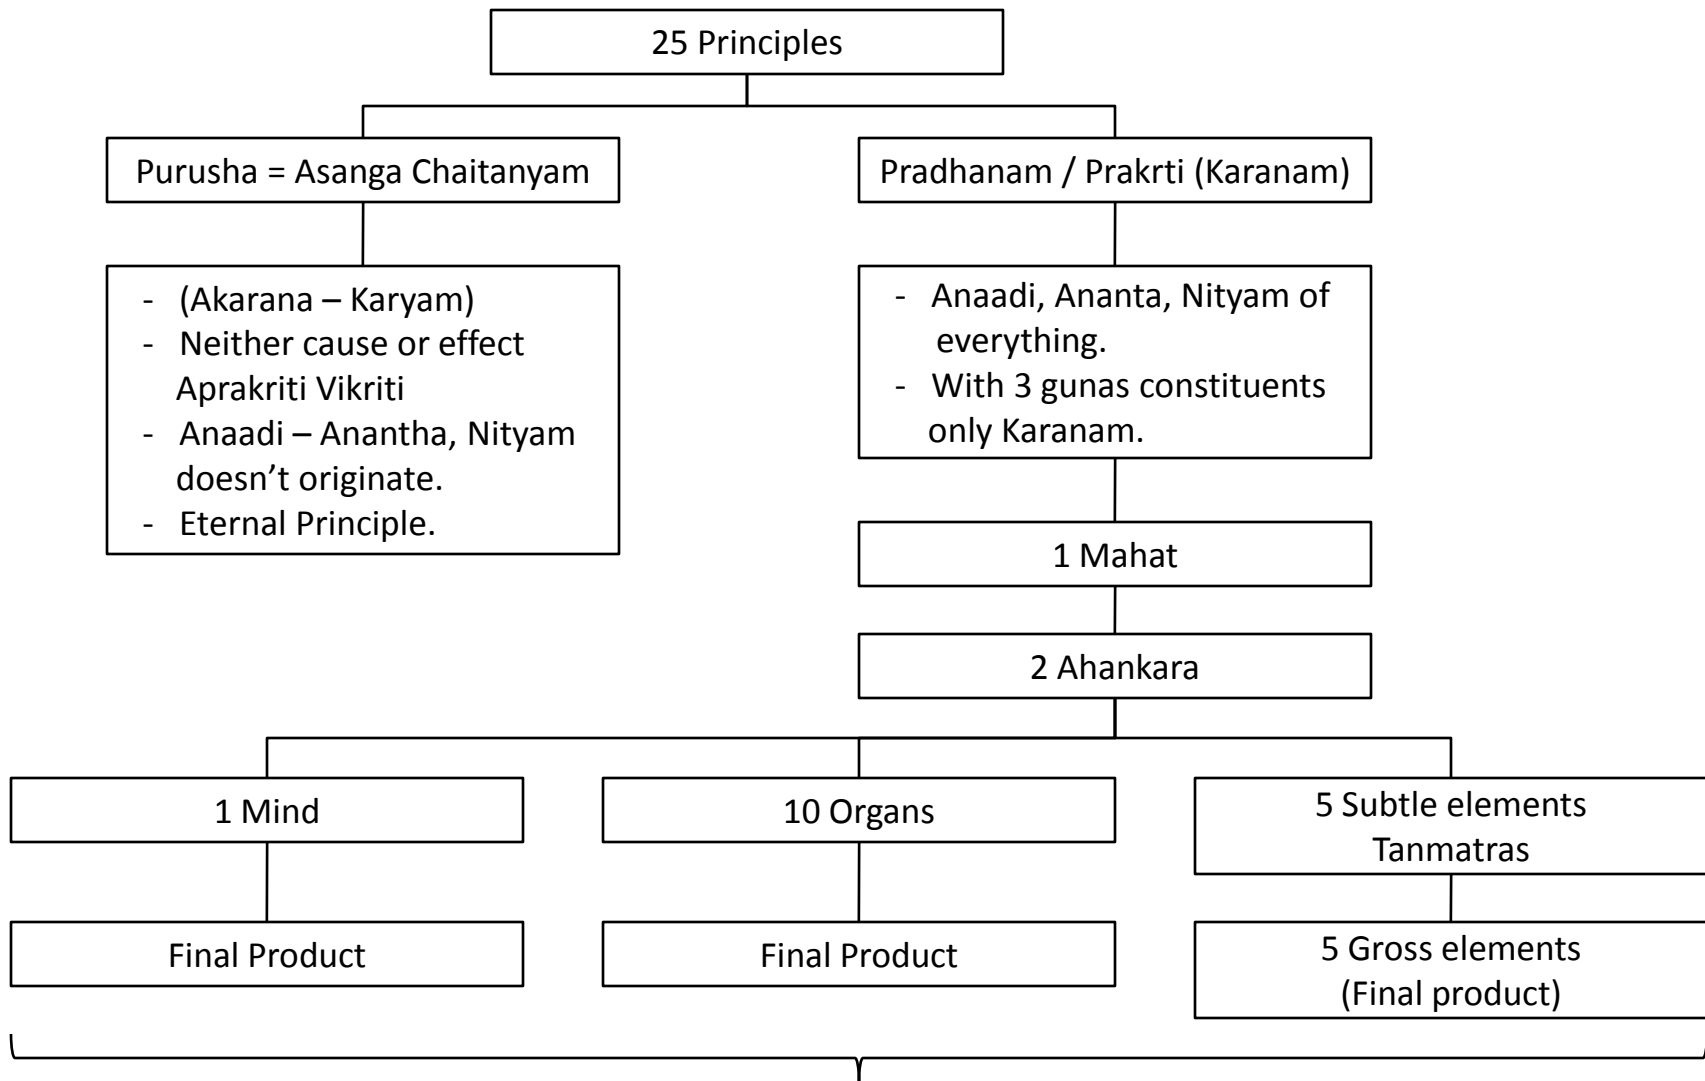 25 Principles
Purusha = Asanga Chaitanyam
Pradhanam / Prakrti (Karanam)
- (Akarana – Karyam)
- Neither cause or effect
Aprakriti Vikriti
- Anaadi – Anantha, Nityam
doesn't originate.
- Eternal Principle.
- Anaadi, Ananta, Nityam of
everything.
- With 3 gunas constituents
only Karanam.
1 Mahat
2 Ahankara
1 Mind
10 Organs
5 Subtle elements
Tanmatras
Final Product
Final Product
5 Gross elements
(Final product)